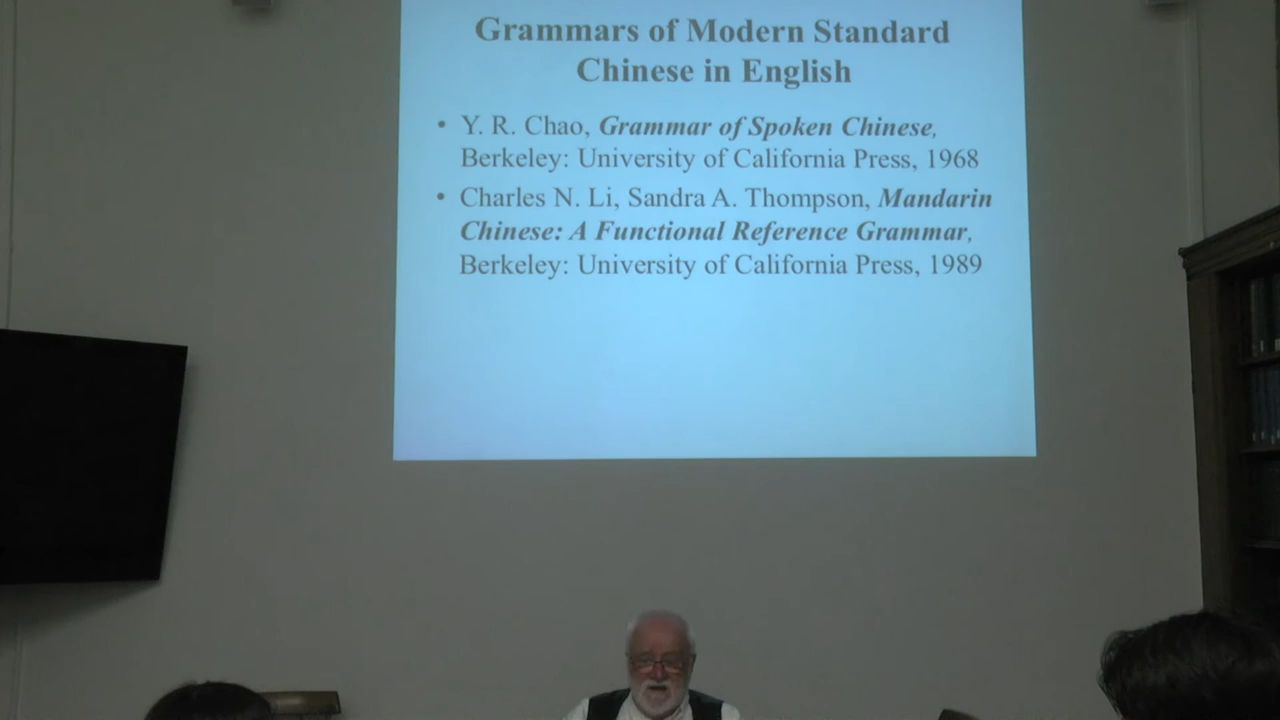 Grammars of Modern Standard
Chinese in English
• Y. R. Chao, Grammar of Spoken Chinese,
Berkeley: University of California Press, 1968
• Charles N. Li, Sandra A. Thompson, Mandarin
Chinese: A Functional Reference Grammar,
Berkeley: University of California Press, 1989